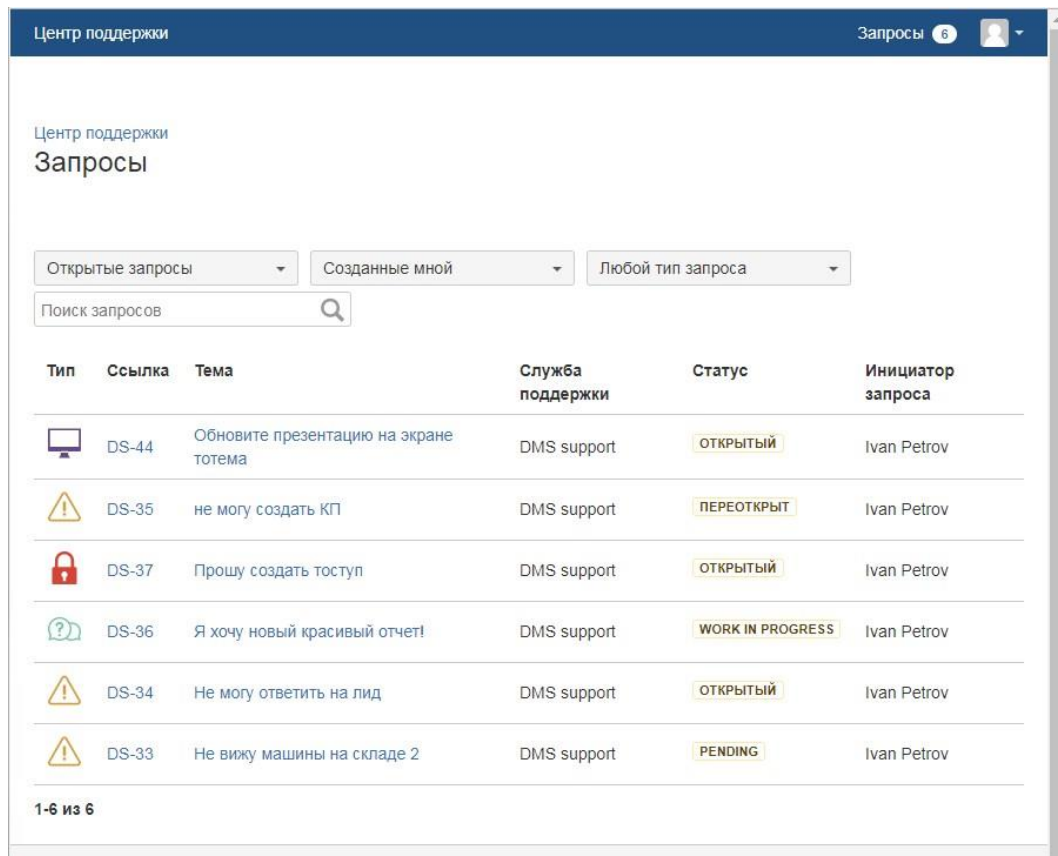 Центр поддержки Запросы 6
Центр поддержки
Запросы
Открытые запросы Созданные мной Любой тип запроса
Поиск запросов
Тип Ссылка Тема Служба поддержки Статус Инициатор запроса
DS-44 Обновите презентацию на экране тотема DMS support ОТКРЫТЫЙ Ivan Petrov
DS-35 не могу создать КП DMS support ПЕРЕОТКРЫТ Ivan Petrov
DS-37 Прошу создать тоступ DMS support ОТКРЫТЫЙ Ivan Petrov
DS-36 Я хочу новый красивый отчет! DMS support WORK IN PROGRESS Ivan Petrov
DS-34 Не могу ответить на лид DMS support ОТКРЫТЫЙ Ivan Petrov
DS-33 Не вижу машины на складе 2 DMS support PENDING Ivan Petrov
1-6 из 6